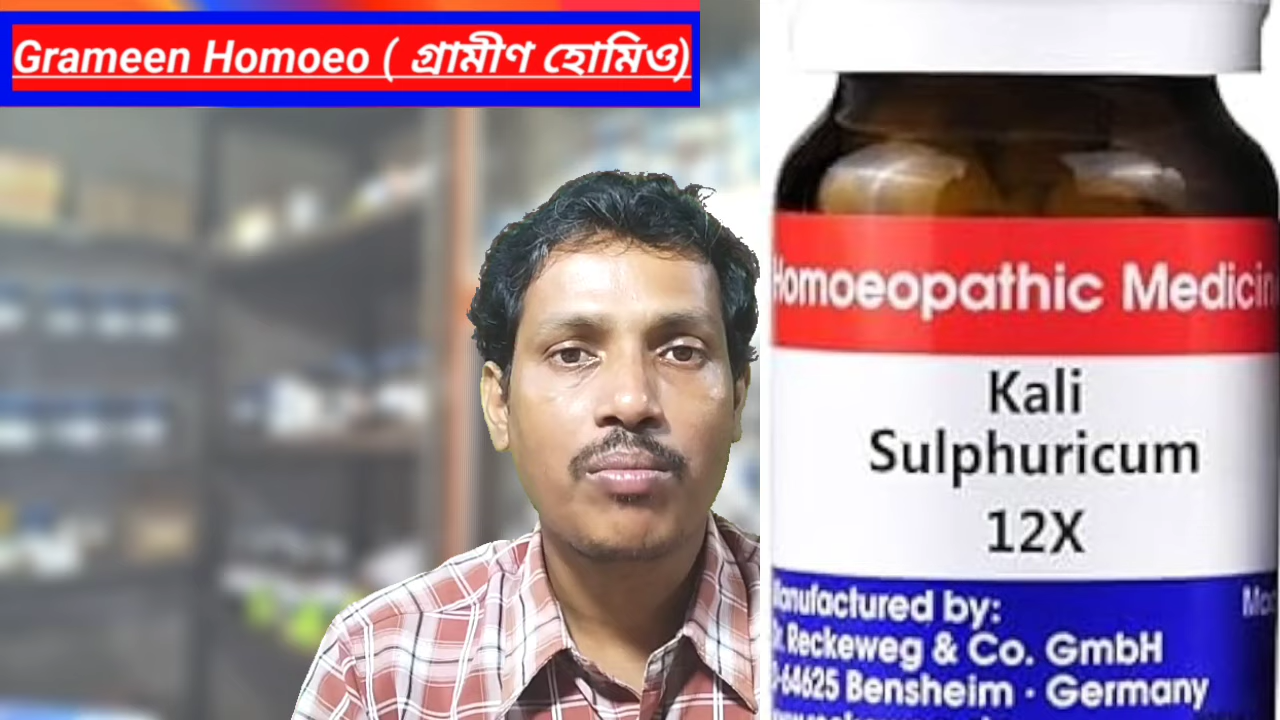 Grameen Homoeo ( গ্রামীণ হোমিও)
Homoeopathic Medicin
Kali
Sulphuricum
12X
Manufactured by:
Dr. Reckeweg & Co. GmbH
D-64625 Bensheim · Germany